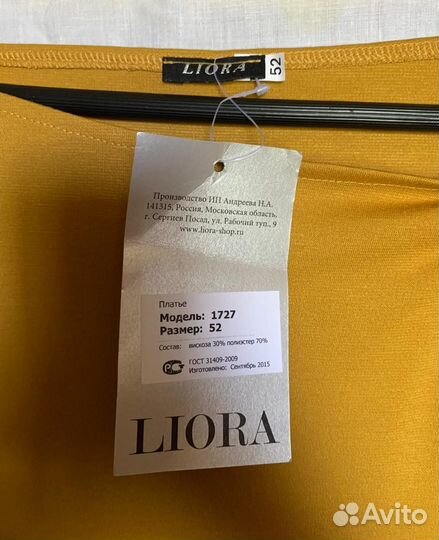 LIORA
52
Производство ИП Андреева Н.А.
141315, Россия, Московская область,
г. Сергиев Посад, ул. Рабочий туп., 9
www.liora-shop.ru
Платье
Модель: 1727
Размер: 52
Состав: вискоза 30% полиэстер 70%
ГОСТ 31409-2009
Изготовлено: Сентябрь 2015
LIORA
Avito